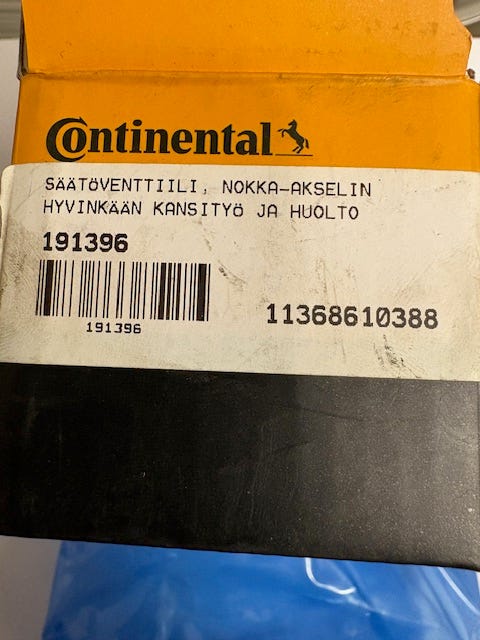 Continental
SÄÄTÖVENTTIILI, NOKKA-AKSELIN
HYVINKÄÄN KANSITYÖ JA HUOLTO
191396
191396
11368610388